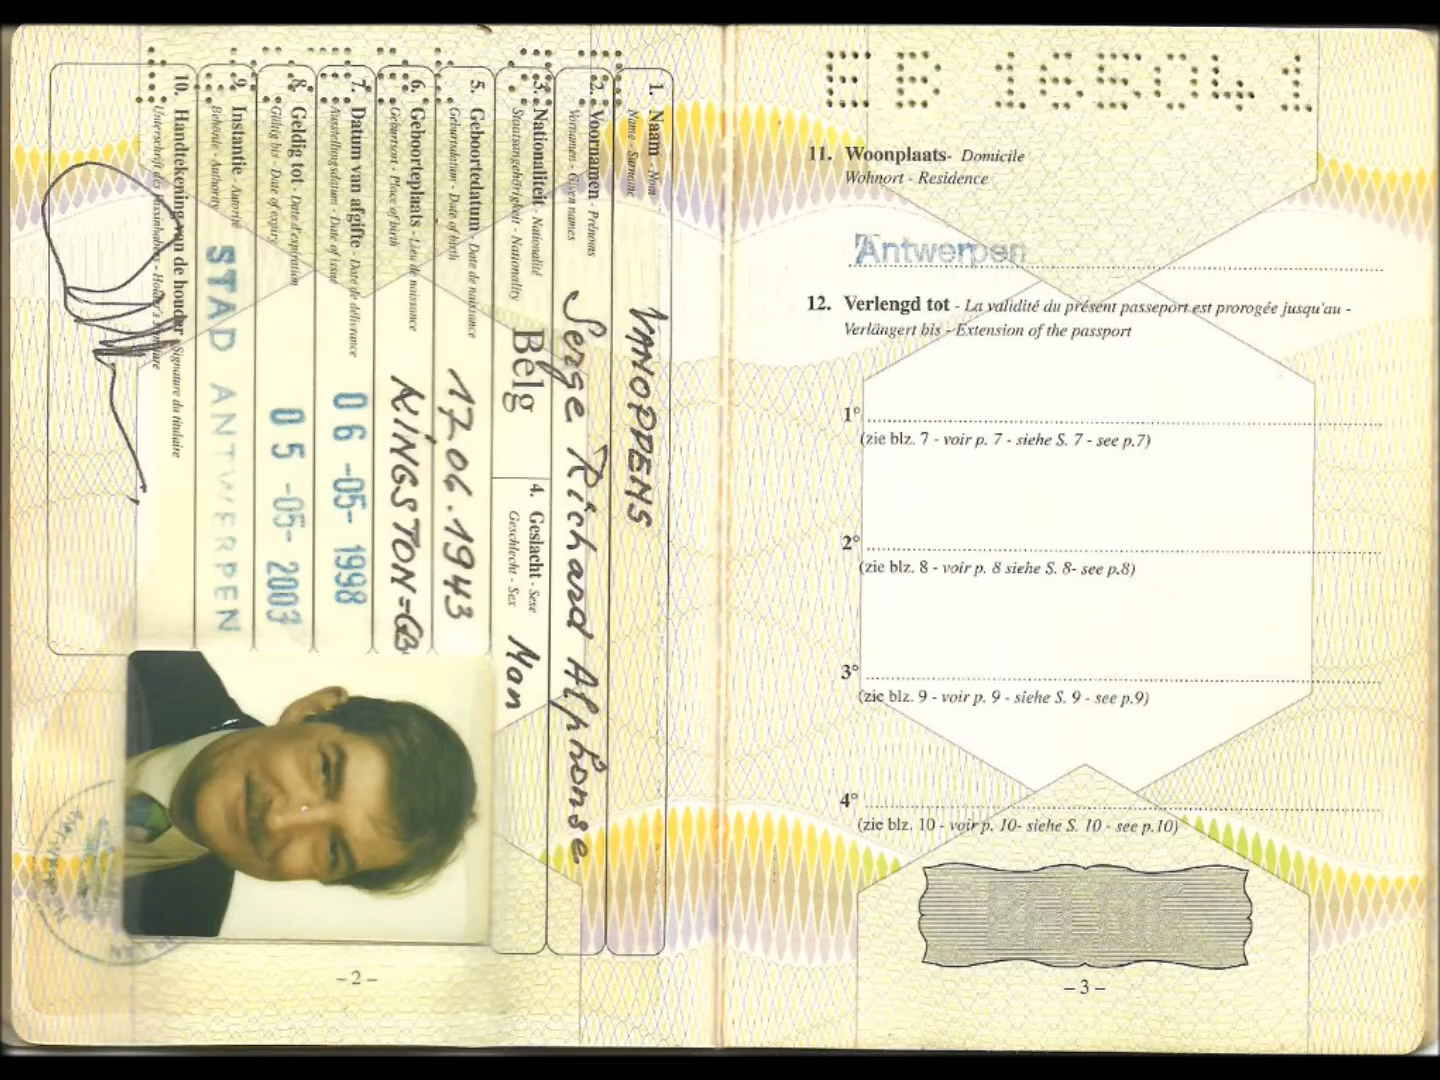 1. Naam - Nom
Name - Surname
VANOPPENS
2. Voornamen - Prénoms
Vornamen - Given names
Serge Richard Alphonse
3. Nationaliteit - Nationalité
Staatsangehörigkeit - Nationality
Belg
4. Geslacht - Sexe
Geschlecht - Sex
Man
5. Geboortedatum - Date de naissance
Geburtsdatum - Date of birth
17.06.1943
6. Geboorteplaats - Lieu de naissance
Geburtsort - Place of birth
KINGSTON=GB
7. Datum van afgifte - Date de délivrance
Ausstellungsdatum - Date of issue
06 -05- 1998
8. Geldig tot - Date d'expiration
Gültig bis - Date of expiry
05 -05- 2003
9. Instantie - Autorité
Behörde - Authority
STAD ANTWERPEN
10. Handtekening van de houder - Signature du titulaire
Unterschrift des Passinhabers - Holder's signature
– 2 –
EB 165041
11. Woonplaats- Domicile
Wohnort - Residence
Antwerpen
12. Verlengd tot - La validité du présent passeport est prorogée jusqu'au -
Verlängert bis - Extension of the passport
1°
(zie blz. 7 - voir p. 7 - siehe S. 7 - see p.7)
2°
(zie blz. 8 - voir p. 8 siehe S. 8- see p.8)
3°
(zie blz. 9 - voir p. 9 - siehe S. 9 - see p.9)
4°
(zie blz. 10 - voir p. 10- siehe S. 10 - see p.10)
– 3 –